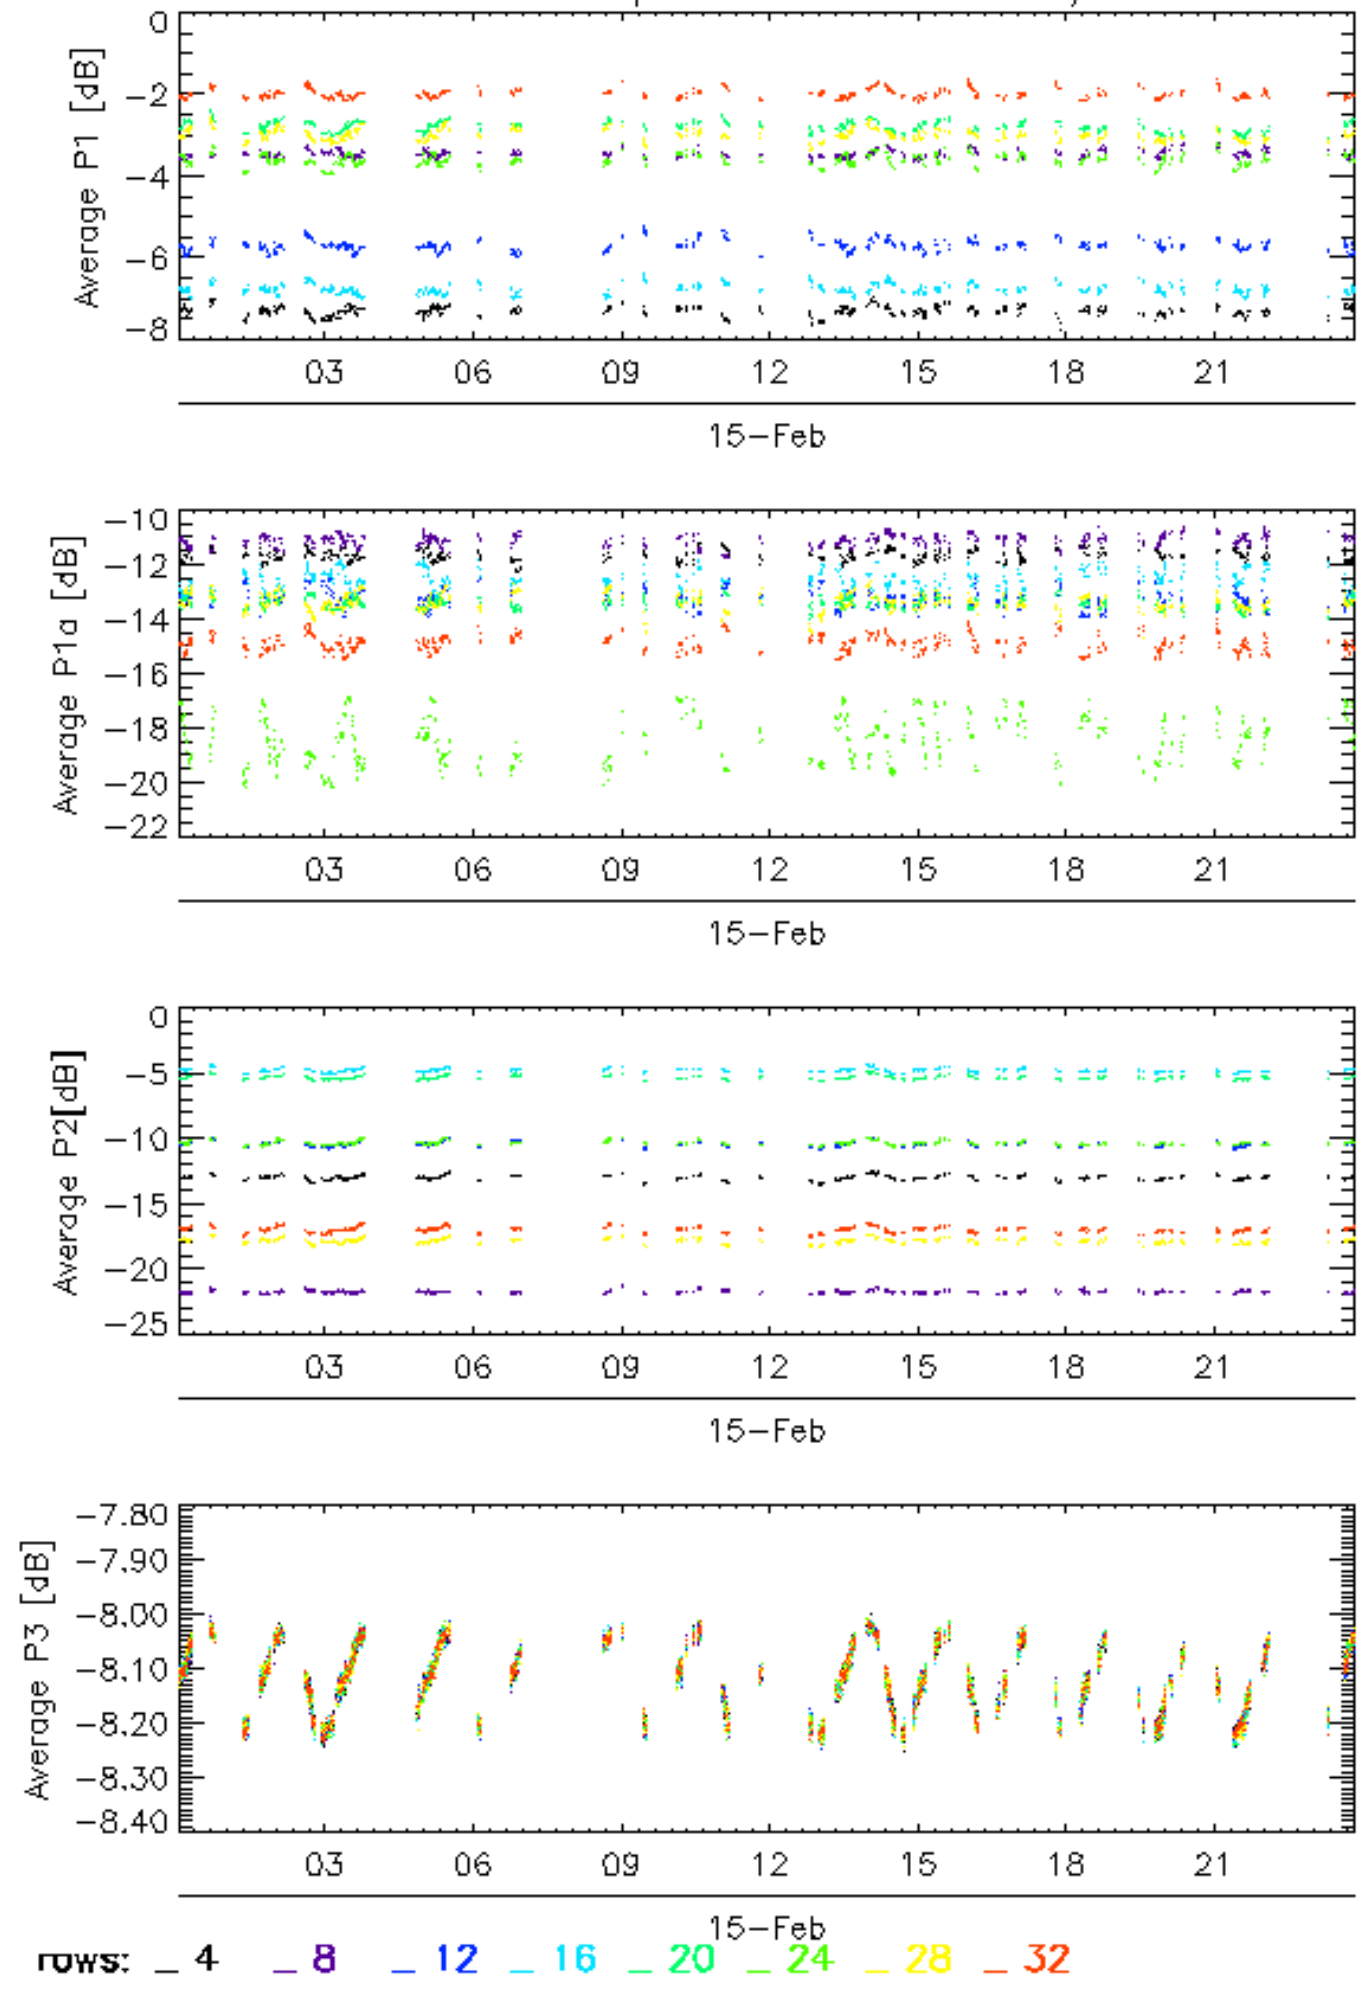 Average P1 [dB]
0
−2
−4
−6
−8
03 06 09 12 15 18 21
15−Feb
Average P1a [dB]
−10
−12
−14
−16
−18
−20
−22
03 06 09 12 15 18 21
15−Feb
Average P2[dB]
0
−5
−10
−15
−20
−25
03 06 09 12 15 18 21
15−Feb
Average P3 [dB]
−7.80
−7.90
−8.00
−8.10
−8.20
−8.30
−8.40
03 06 09 12 15 18 21
15−Feb
rows: _ 4 _ 8 _ 12 _ 16 _ 20 _ 24 _ 28 _ 32